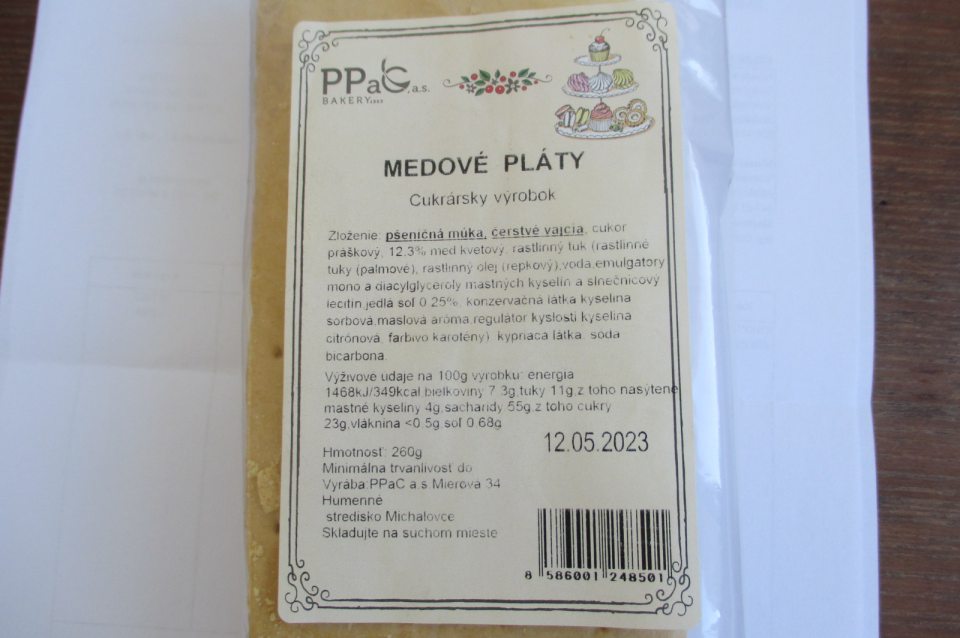 PPaC, a.s.
BAKERY
MEDOVÉ PLÁTY
Cukrársky výrobok
Zloženie: pšeničná múka, čerstvé vajcia, cukor
práškový, 12,3% med kvetový, rastlinný tuk (rastlinné
tuky (palmové), rastlinný olej (repkový),voda,emulgátory
mono a diacylglyceroly mastných kyselín a slnečnicový
lecitín,jedlá soľ 0,25%, konzervačná látka kyselina
sorbová,maslová aróma,regulátor kyslosti kyselina
citrónová, farbivo karotény) kypriaca látka: sóda
bicarbona.
Výživové údaje na 100g výrobku: energia
1468kJ/349kcal,bielkoviny 7,3g,tuky 11g,z toho nasýtené
mastné kyseliny 4g,sacharidy 55g,z toho cukry
23g,vláknina <0,5g,soľ 0,68g
12.05.2023
Hmotnosť: 260g
Minimálna trvanlivosť do
Vyrába:PPaC a.s.Mierová 34
Humenné
stredisko Michalovce
Skladujte na suchom mieste
8 586001 248501